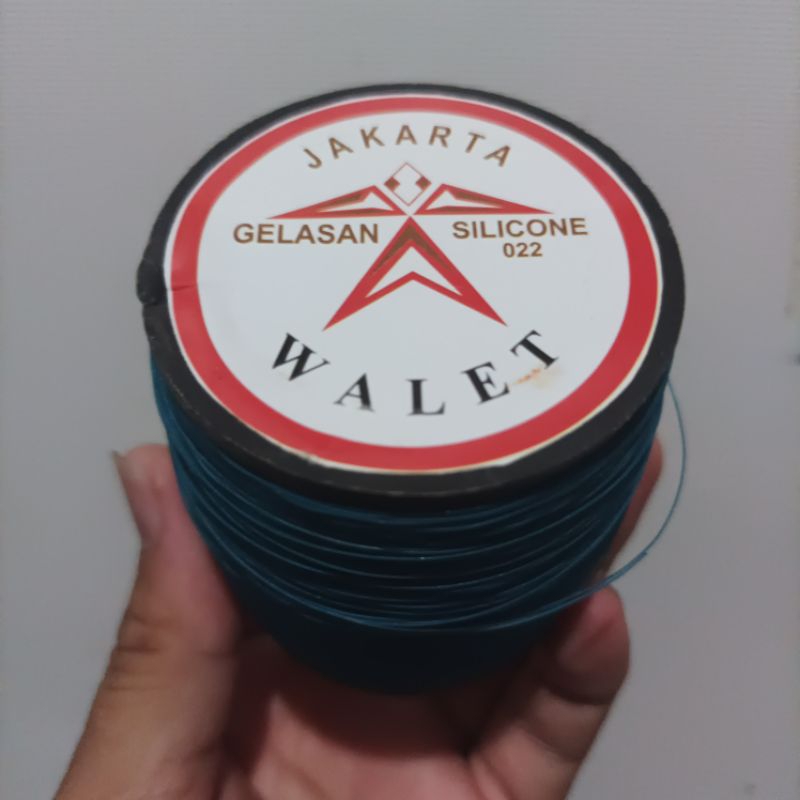 JAKARTA
GELASAN
SILICONE
022
WALET